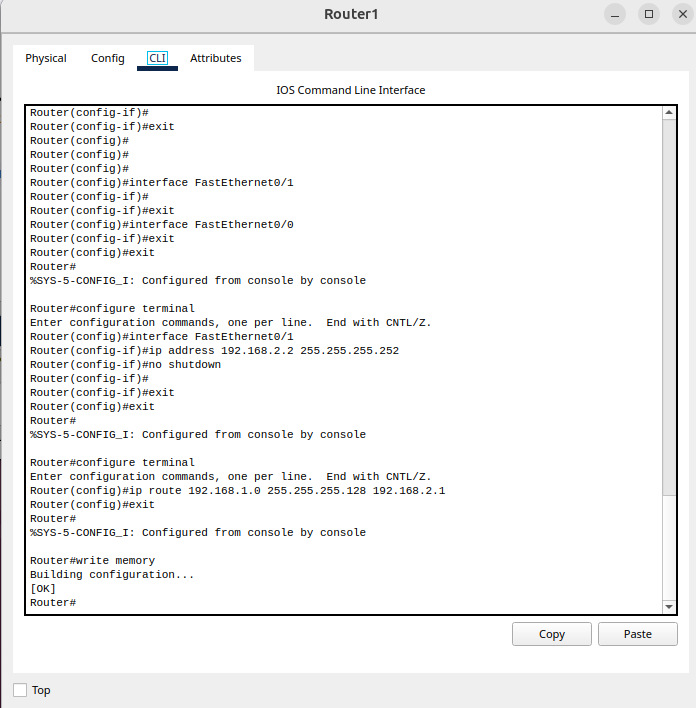 Router1
Physical Config CLI Attributes
IOS Command Line Interface
Router(config-if)#
Router(config-if)#exit
Router(config)#
Router(config)#
Router(config)#
Router(config)#interface FastEthernet0/1
Router(config-if)#
Router(config-if)#exit
Router(config)#interface FastEthernet0/0
Router(config-if)#exit
Router(config)#exit
Router#
%SYS-5-CONFIG_I: Configured from console by console
Router#configure terminal
Enter configuration commands, one per line.  End with CNTL/Z.
Router(config)#interface FastEthernet0/1
Router(config-if)#ip address 192.168.2.2 255.255.255.252
Router(config-if)#no shutdown
Router(config-if)#
Router(config-if)#exit
Router(config)#exit
Router#
%SYS-5-CONFIG_I: Configured from console by console
Router#configure terminal
Enter configuration commands, one per line.  End with CNTL/Z.
Router(config)#ip route 192.168.1.0 255.255.255.128 192.168.2.1
Router(config)#exit
Router#
%SYS-5-CONFIG_I: Configured from console by console
Router#write memory
Building configuration...
[OK]
Router#
Copy Paste
Top